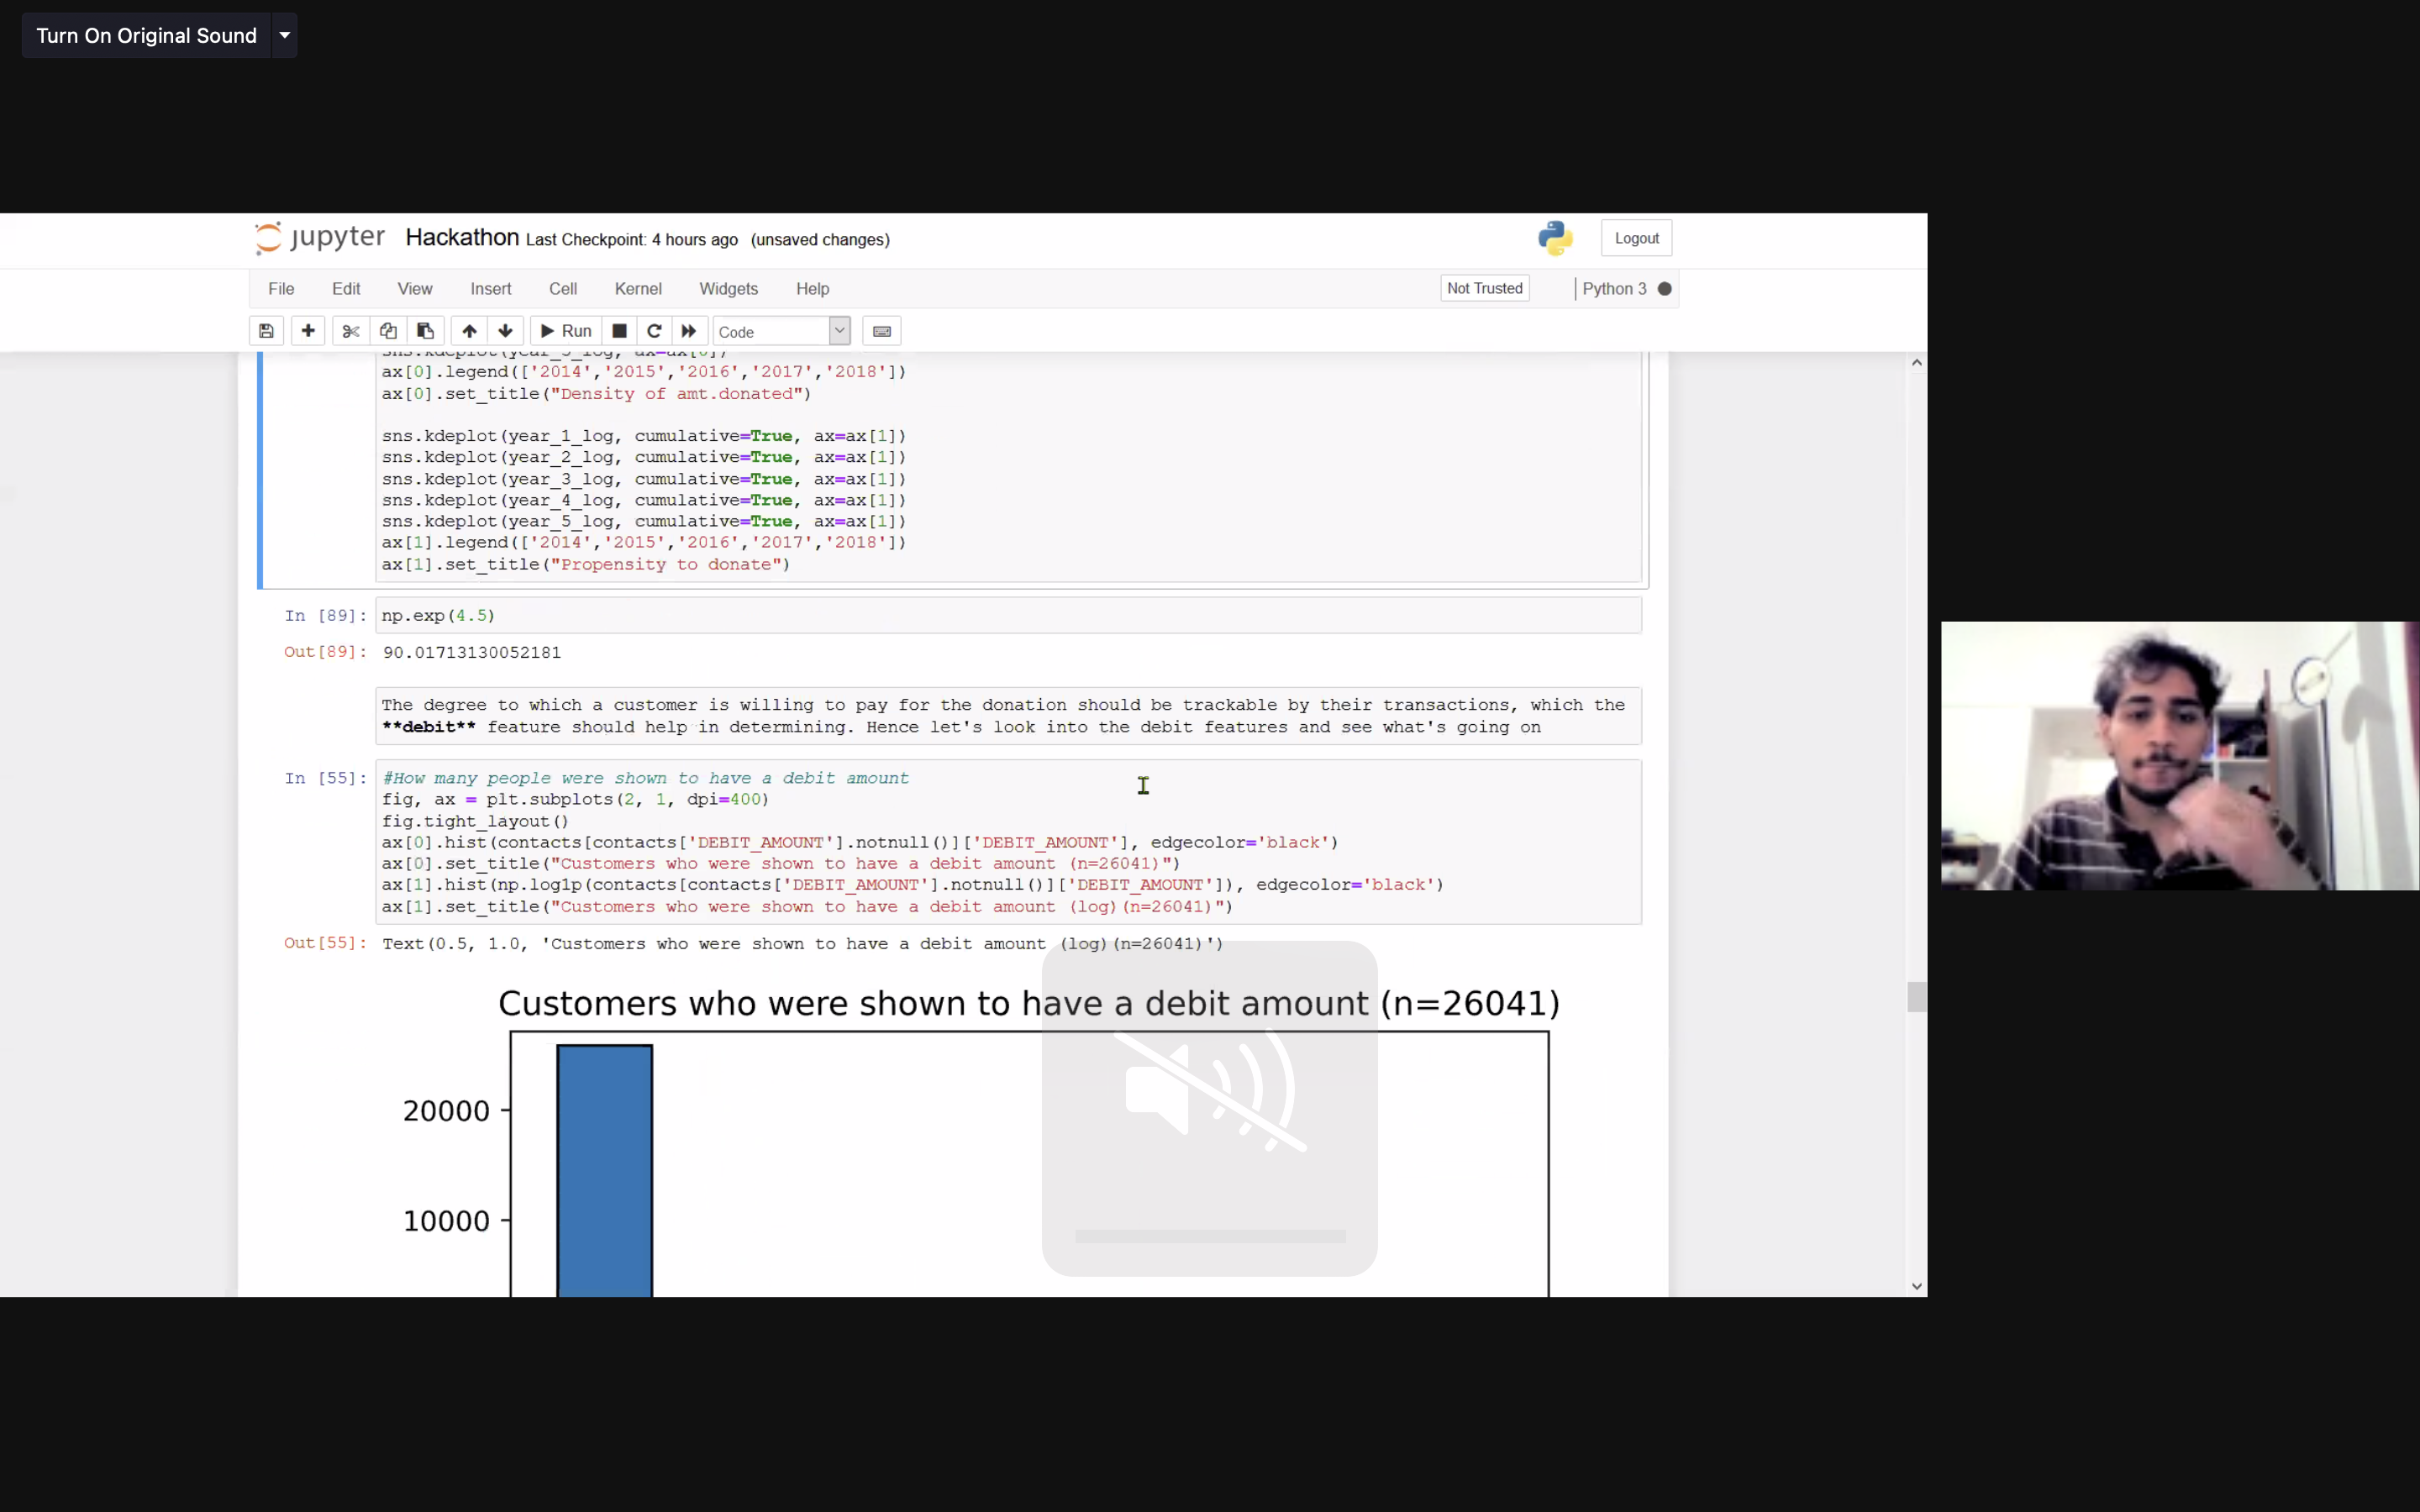 Turn On Original Sound
jupyter Hackathon Last Checkpoint: 4 hours ago (unsaved changes)
Logout
File Edit View Insert Cell Kernel Widgets Help
Not Trusted
Python 3
Run
Code
sns.kdeplot(year_5_log, ax=ax[0])
ax[0].legend(['2014','2015','2016','2017','2018'])
ax[0].set_title("Density of amt.donated")
sns.kdeplot(year_1_log, cumulative=True, ax=ax[1])
sns.kdeplot(year_2_log, cumulative=True, ax=ax[1])
sns.kdeplot(year_3_log, cumulative=True, ax=ax[1])
sns.kdeplot(year_4_log, cumulative=True, ax=ax[1])
sns.kdeplot(year_5_log, cumulative=True, ax=ax[1])
ax[1].legend(['2014','2015','2016','2017','2018'])
ax[1].set_title("Propensity to donate")
In [89]: np.exp(4.5)
Out[89]: 90.01713130052181
The degree to which a customer is willing to pay for the donation should be trackable by their transactions, which the
**debit** feature should help in determining. Hence let's look into the debit features and see what's going on
In [55]: #How many people were shown to have a debit amount
fig, ax = plt.subplots(2, 1, dpi=400)
fig.tight_layout()
ax[0].hist(contacts[contacts['DEBIT_AMOUNT'].notnull()]['DEBIT_AMOUNT'], edgecolor='black')
ax[0].set_title("Customers who were shown to have a debit amount (n=26041)")
ax[1].hist(np.log1p(contacts[contacts['DEBIT_AMOUNT'].notnull()]['DEBIT_AMOUNT']), edgecolor='black')
ax[1].set_title("Customers who were shown to have a debit amount (log)(n=26041)")
Out[55]: Text(0.5, 1.0, 'Customers who were shown to have a debit amount (log)(n=26041)')
Customers who were shown to have a debit amount (n=26041)
20000
10000